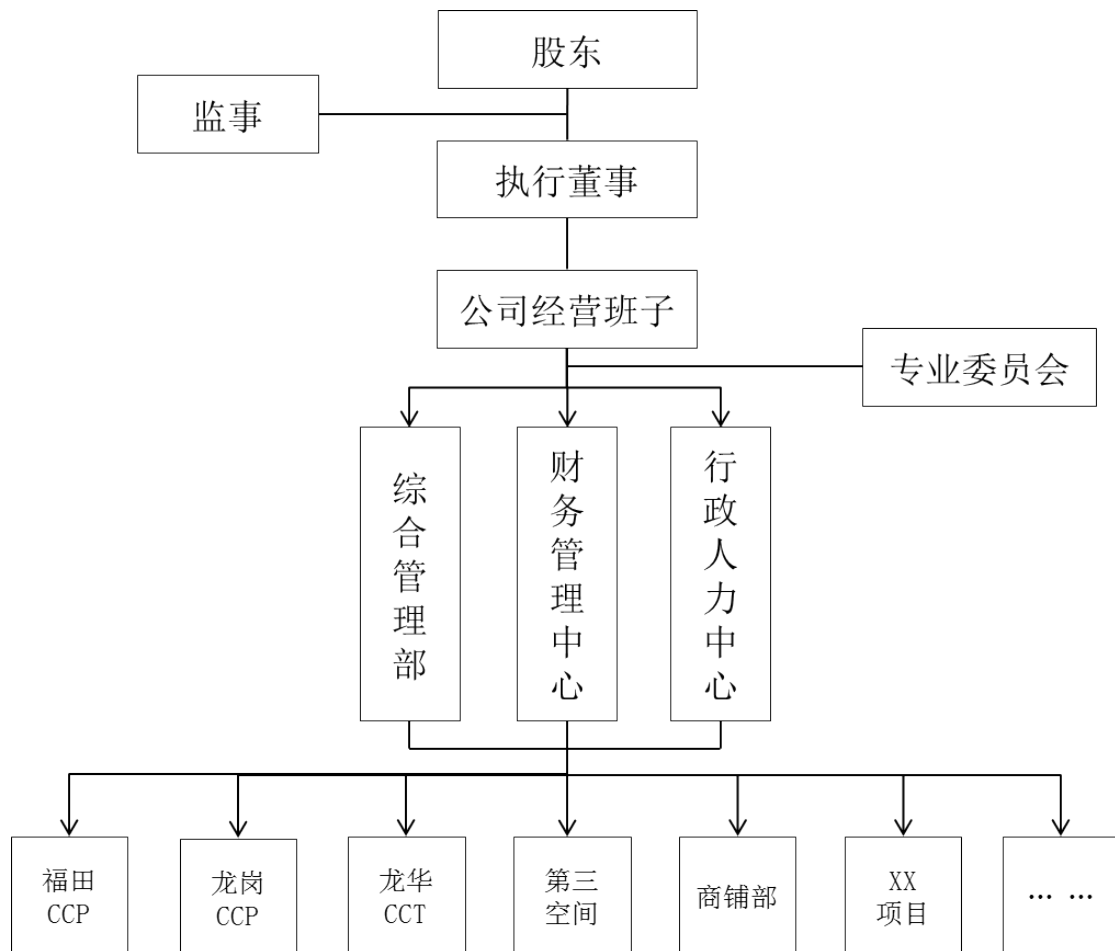 股东
监事
执行董事
公司经营班子
专业委员会
综合管理部
财务管理中心
行政人力中心
福田
CCP
龙岗
CCP
龙华
CCT
第三
空间
商铺部
XX
项目
… …